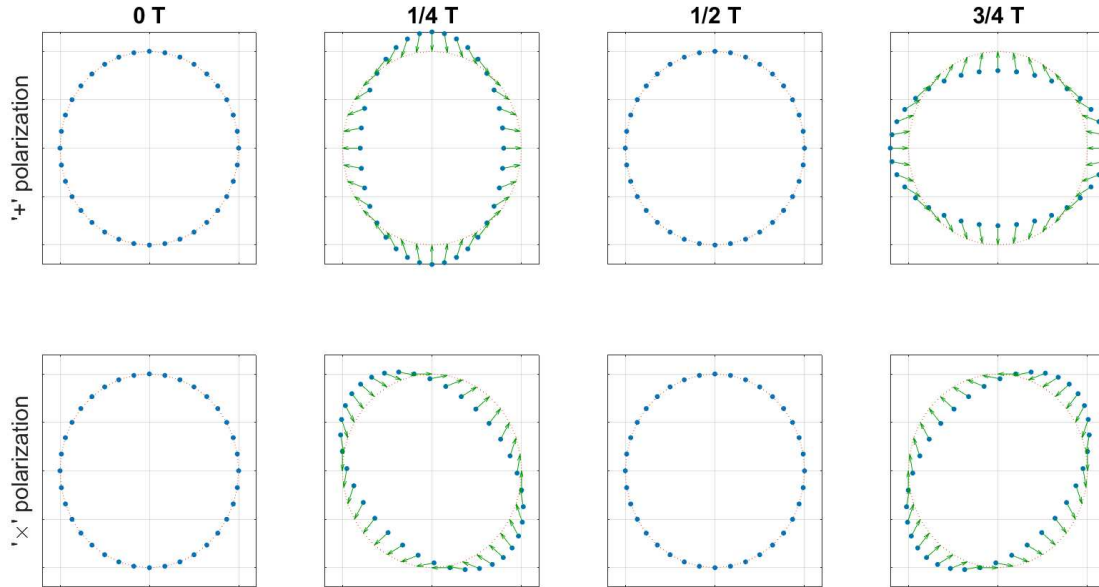 0 T
1/4 T
1/2 T
3/4 T
'+' polarization
'×' polarization